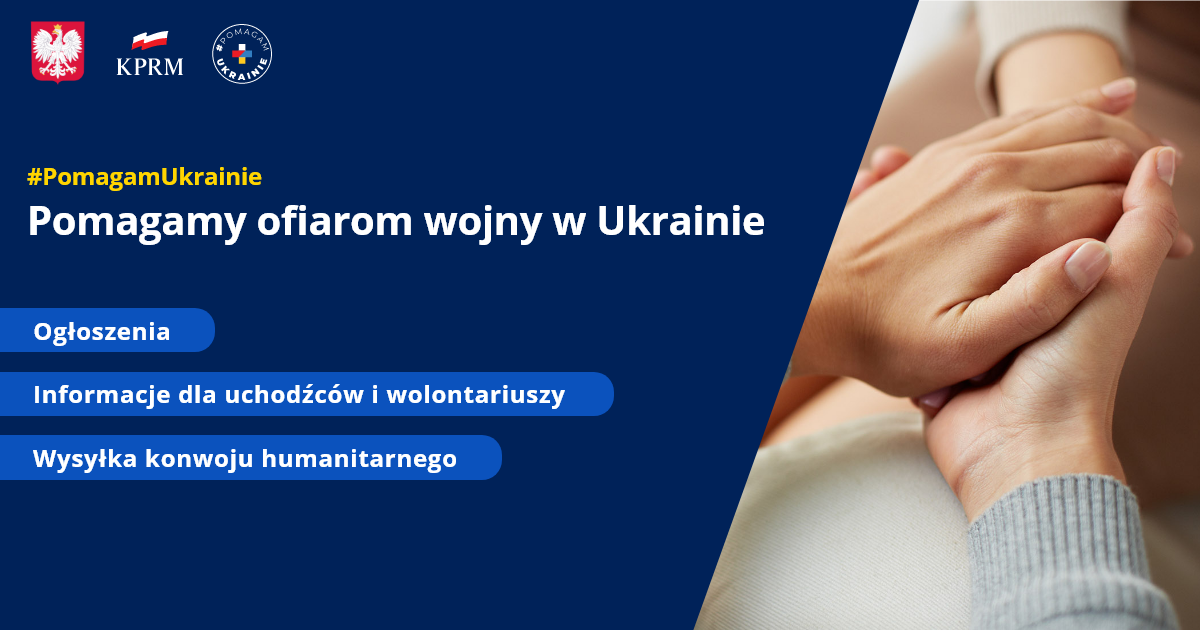 KPRM
#POMAGAM
UKRAINIE
#PomagamUkrainie
Pomagamy ofiarom wojny w Ukrainie
Ogłoszenia
Informacje dla uchodźców i wolontariuszy
Wysyłka konwoju humanitarnego